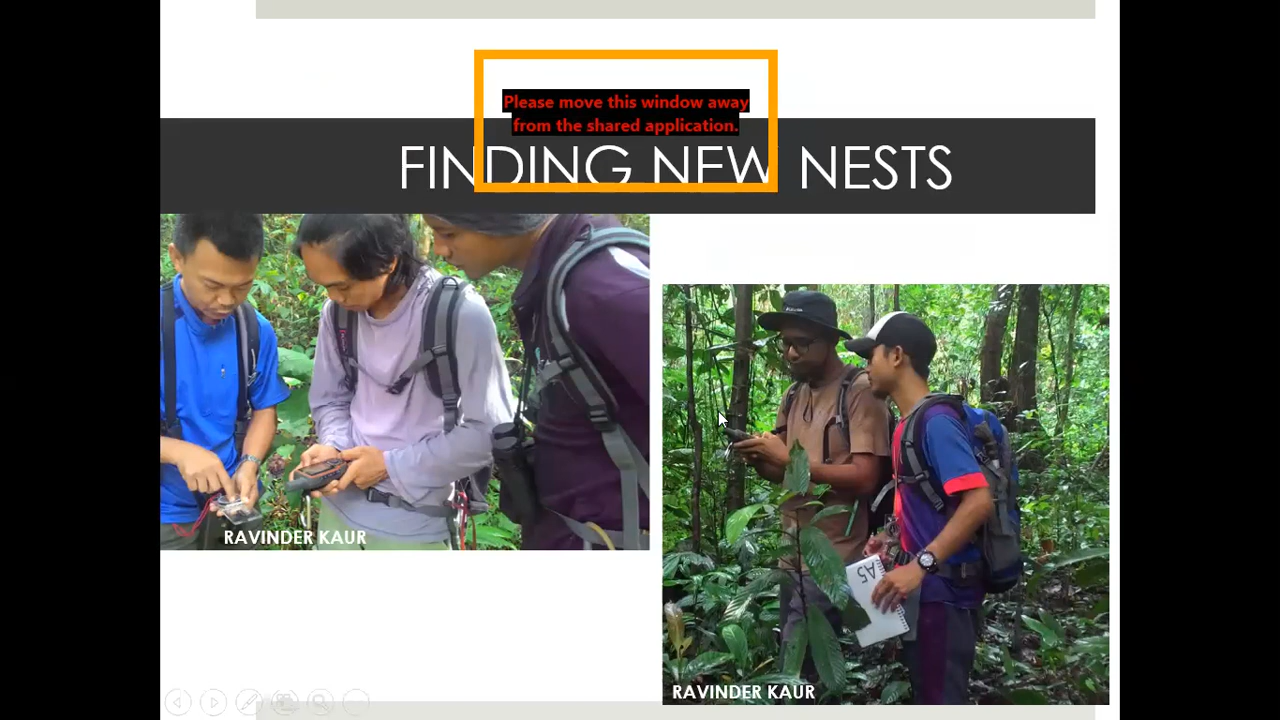 Please move this window away
from the shared application.
FINDING NEW NESTS
RAVINDER KAUR
A5
RAVINDER KAUR